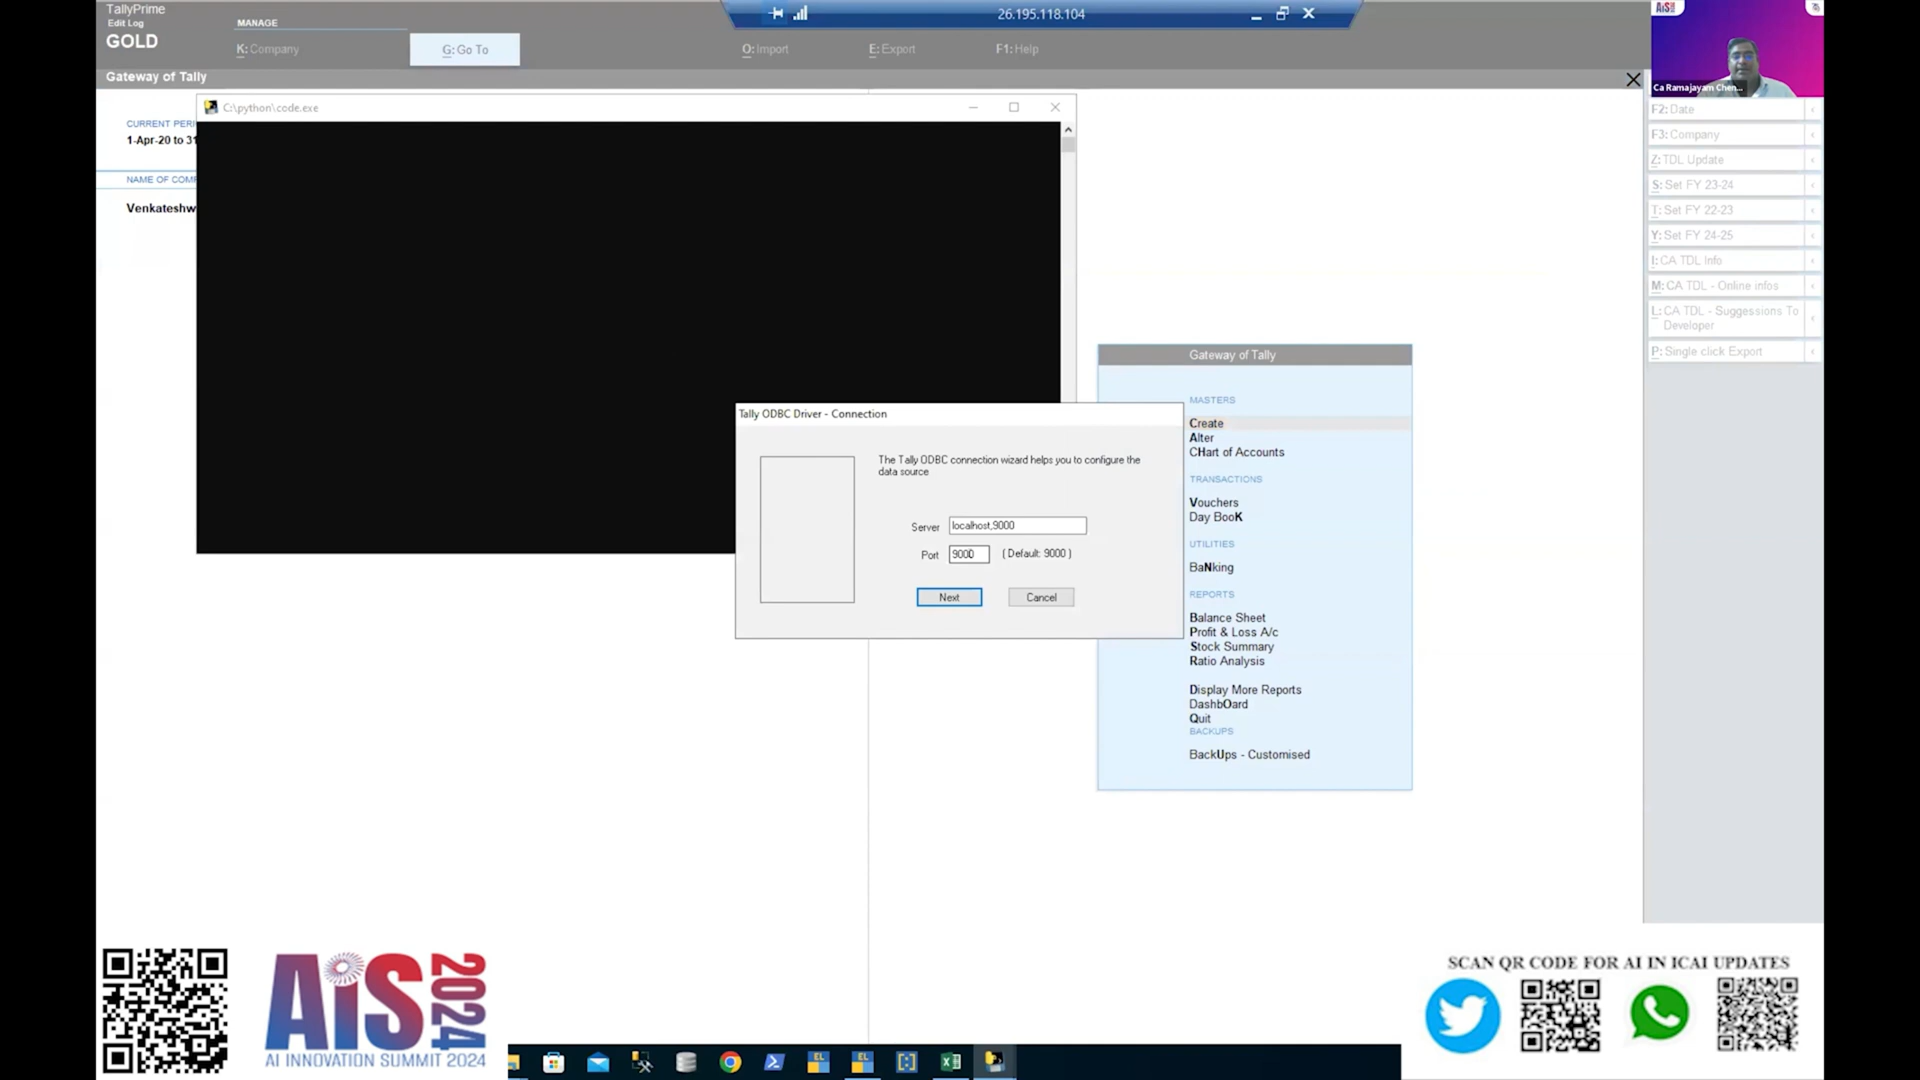 TallyPrime
Edit Log
GOLD
MANAGE
K: Company
G: Go To
O: Import
E: Export
F1: Help
26.195.118.104
AiS
Ca Ramajayam Chen...
Gateway of Tally
C:\python\code.exe
CURRENT PERI
1-Apr-20 to 31
NAME OF COMP
Venkateshw
F2: Date
F3: Company
Z: TDL Update
S: Set FY 23-24
T: Set FY 22-23
Y: Set FY 24-25
I: CA TDL Info
M: CA TDL - Online infos
L: CA TDL - Suggessions To
Developer
P: Single click Export
Tally ODBC Driver - Connection
The Tally ODBC connection wizard helps you to configure the
data source
Server localhost,9000
Port 9000 ( Default: 9000 )
Next Cancel
Gateway of Tally
MASTERS
Create
Alter
CHart of Accounts
TRANSACTIONS
Vouchers
Day BooK
UTILITIES
BaNking
REPORTS
Balance Sheet
Profit & Loss A/c
Stock Summary
Ratio Analysis
Display More Reports
DashbOard
Quit
BACKUPS
BackUps - Customised
AiS 2024
AI INNOVATION SUMMIT 2024
EL
EL
SCAN QR CODE FOR AI IN ICAI UPDATES